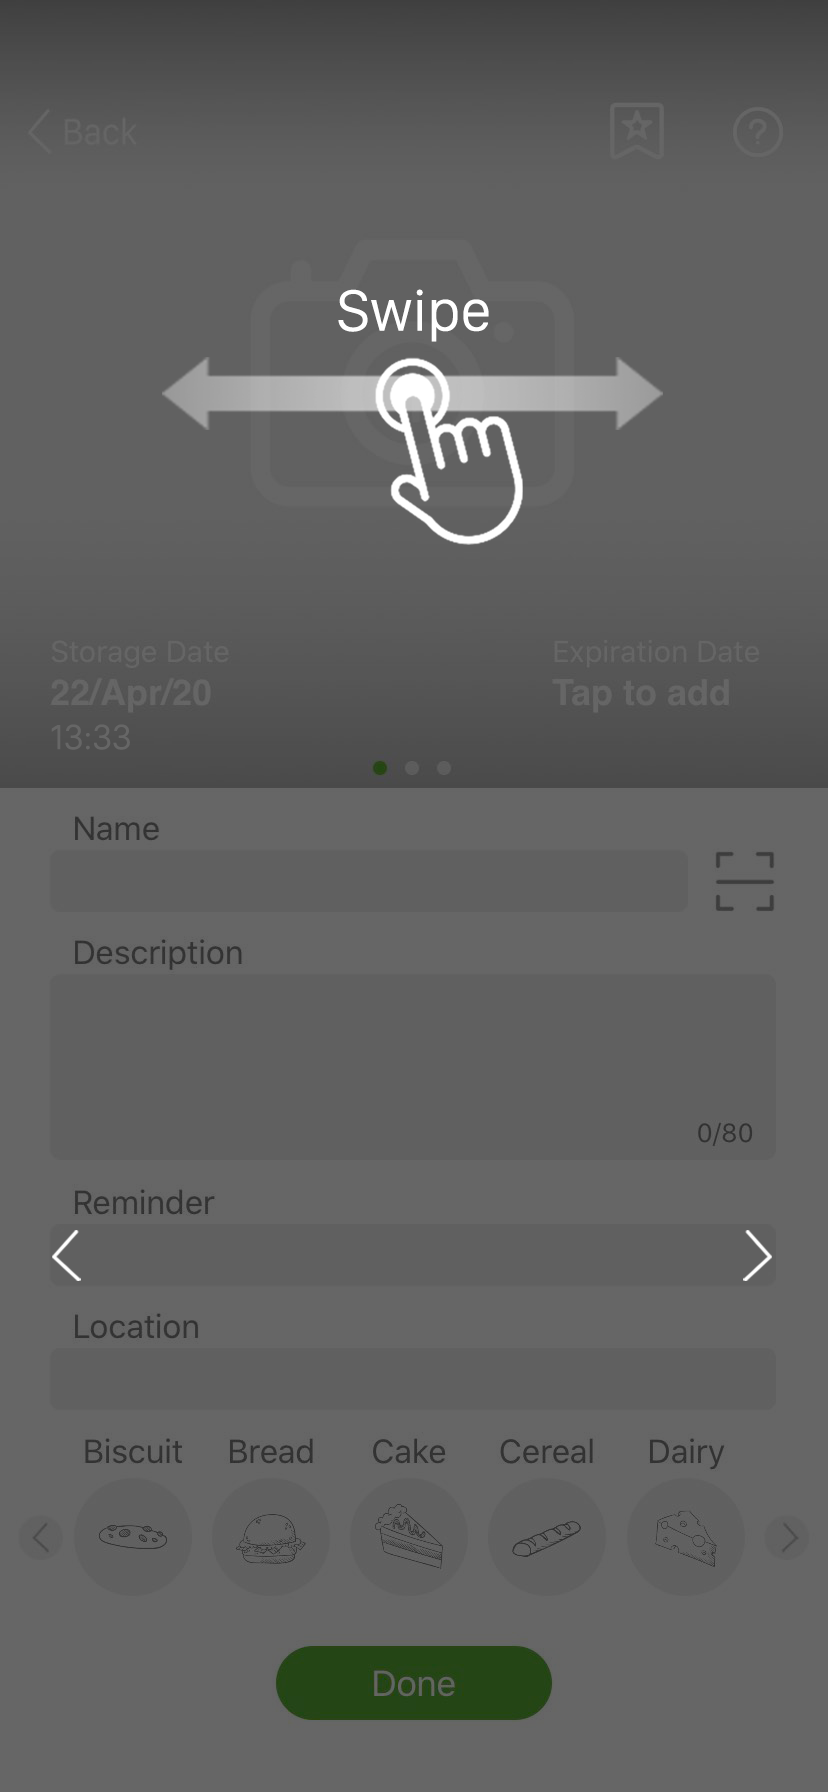 Back
?
Swipe
Storage Date
Expiration Date
22/Apr/20
Tap to add
13:33
Name
Description
0/80
Reminder
Location
Biscuit
Bread
Cake
Cereal
Dairy
Done